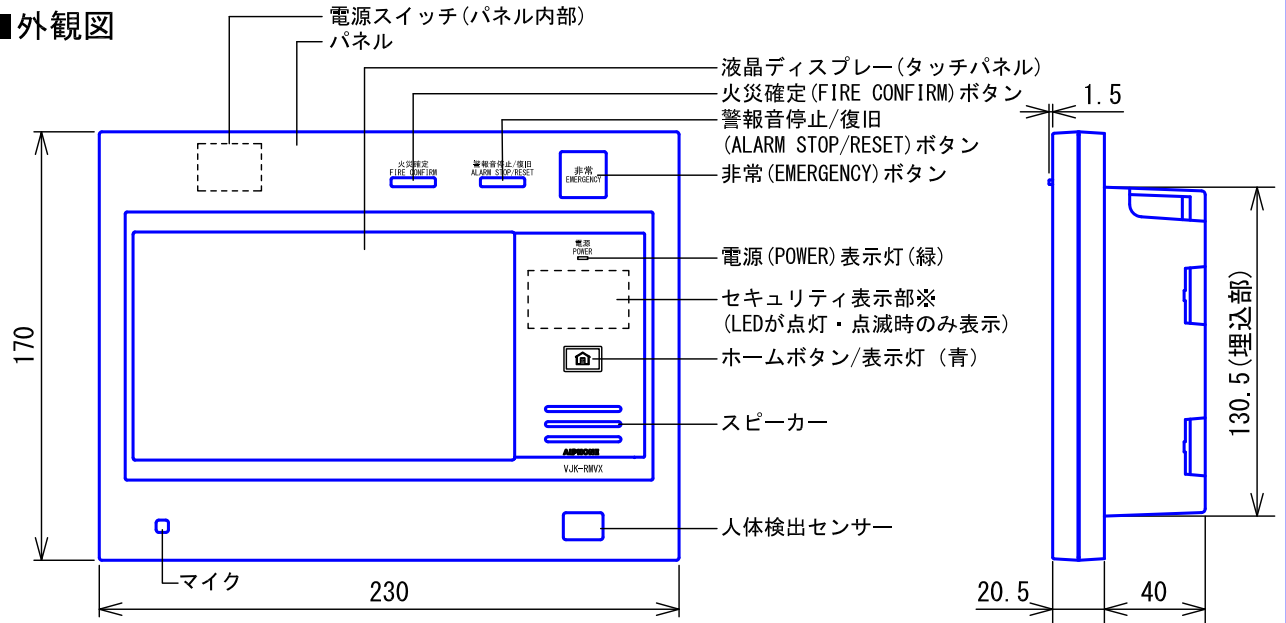 ■外観図
電源スイッチ(パネル内部)
パネル
液晶ディスプレー(タッチパネル)
火災確定(FIRE CONFIRM)ボタン
警報音停止/復旧
(ALARM STOP/RESET)ボタン
非常(EMERGENCY)ボタン
電源(POWER)表示灯(緑)
セキュリティ表示部※
(LEDが点灯・点滅時のみ表示)
ホームボタン/表示灯（青）
スピーカー
人体検出センサー
マイク
火災確定
FIRE CONFIRM
警報音停止/復旧
ALARM STOP/RESET
非常
EMERGENCY
電源
POWER
AIPHONE
VJK-RMVX
170
230
1.5
130.5(埋込部)
20.5
40